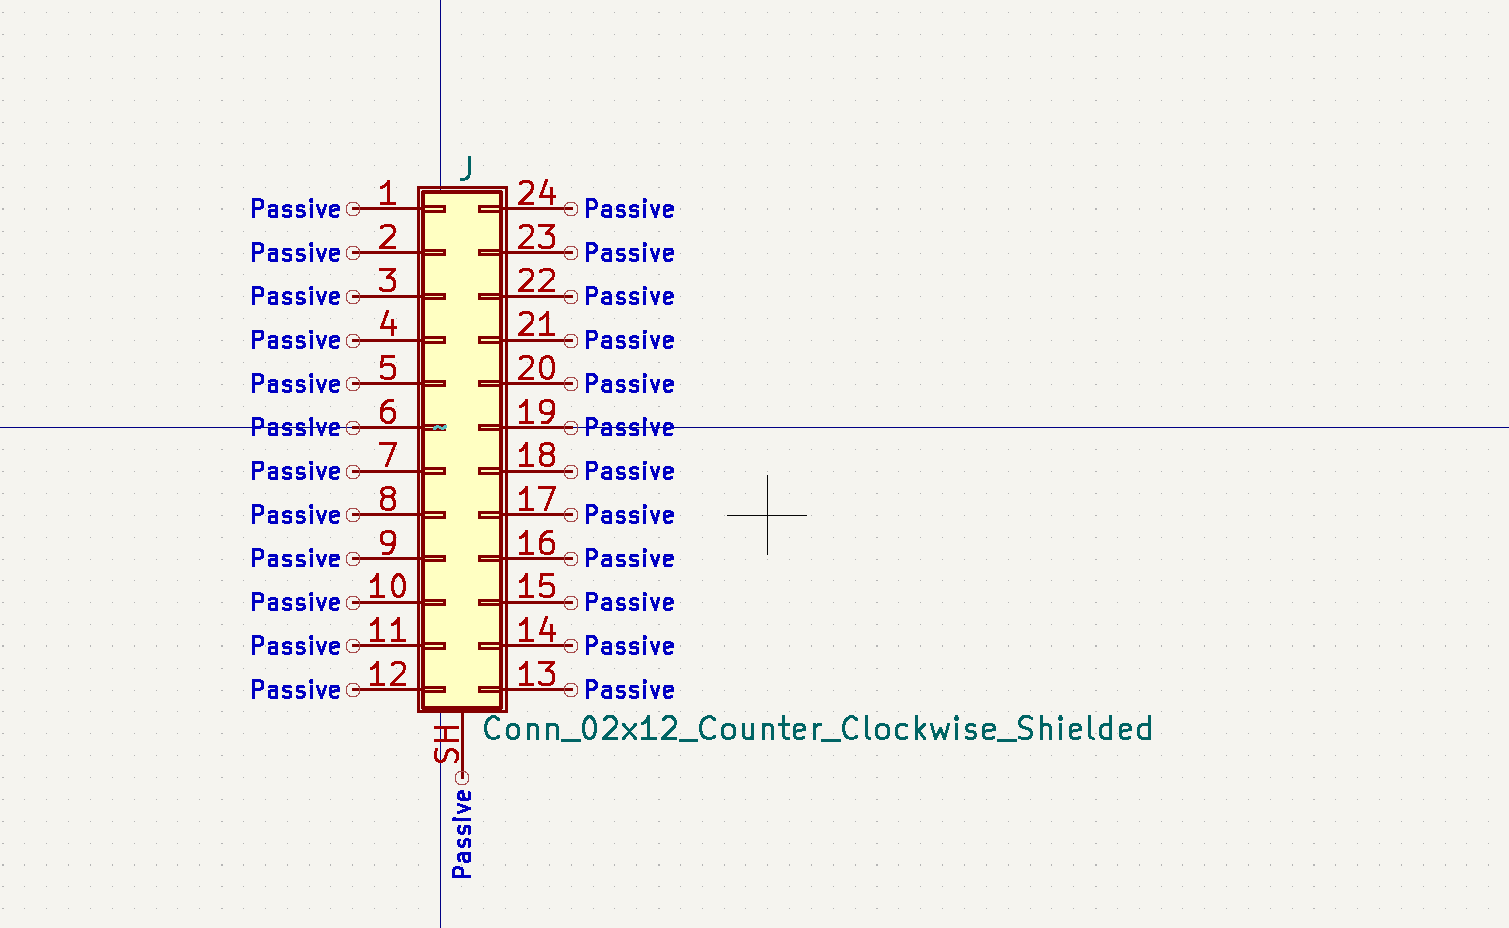 J
Passive 1 24 Passive
Passive 2 23 Passive
Passive 3 22 Passive
Passive 4 21 Passive
Passive 5 20 Passive
Passive 6 ~ 19 Passive
Passive 7 18 Passive
Passive 8 17 Passive
Passive 9 16 Passive
Passive 10 15 Passive
Passive 11 14 Passive
Passive 12 13 Passive
SH
Conn_02x12_Counter_Clockwise_Shielded
Passive